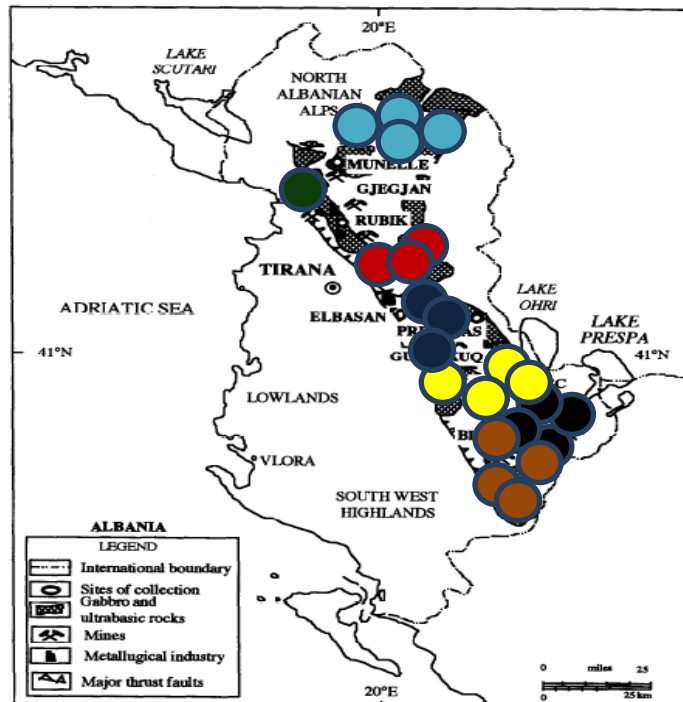 20°E
LAKE
SCUTARI
NORTH
ALBANIAN
ALPS
MUNELLE
GJEGJAN
RUBIK
TIRANA
LAKE
OHRI
LAKE
PRESPA
ADRIATIC SEA
ELBASAN
41°N
41°N
LOWLANDS
VLORA
SOUTH WEST
HIGHLANDS
ALBANIA
LEGEND
International boundary
Sites of collection
Gabbro and
ultrabasic rocks
Mines
Metallugical industry
Major thrust faults
20°E
0 miles 25
0 25 km